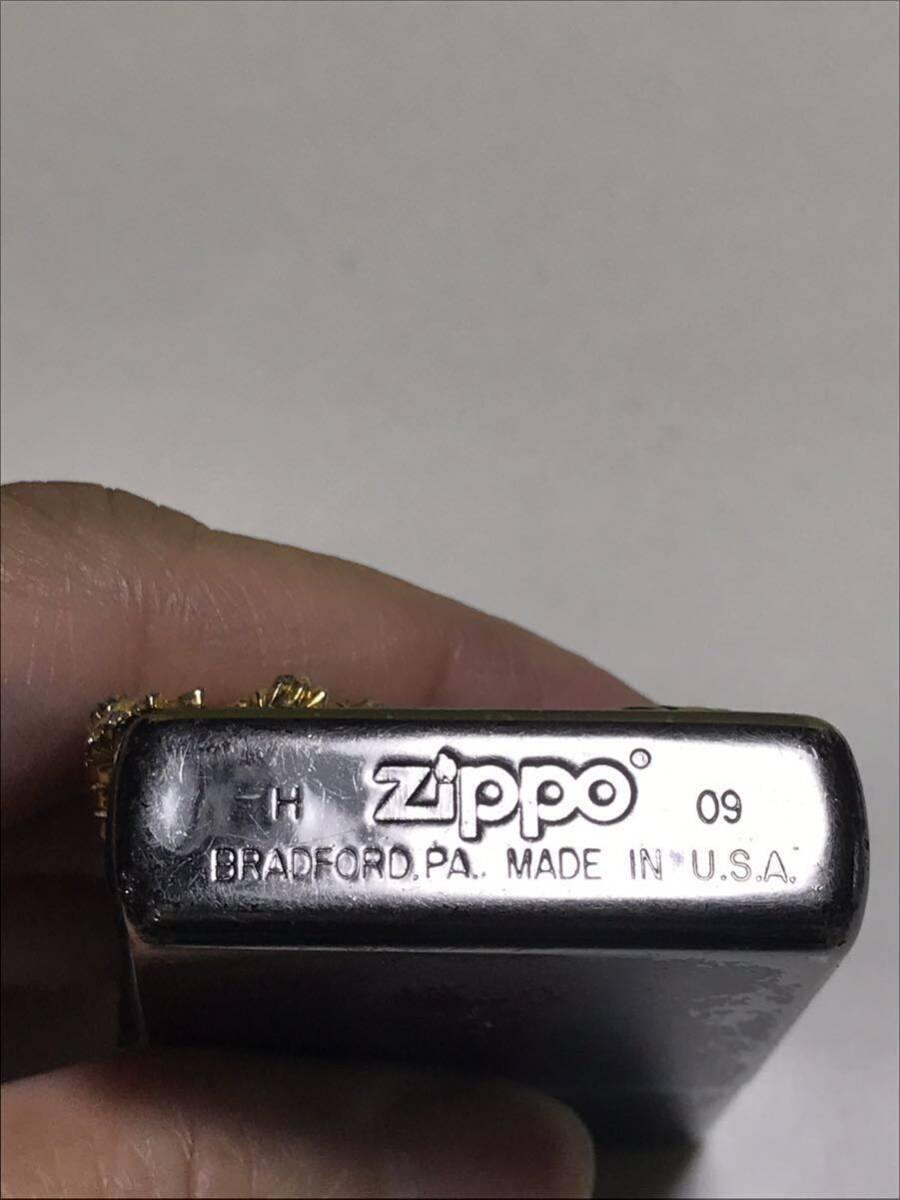 H Zippo® 09
BRADFORD, PA. MADE IN U.S.A.